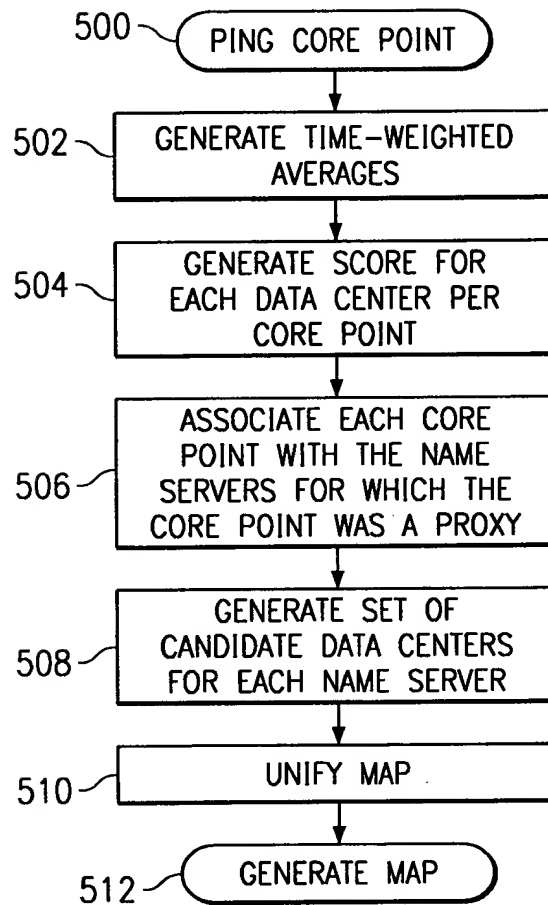 500
PING CORE POINT
502
GENERATE TIME-WEIGHTED
AVERAGES
504
GENERATE SCORE FOR
EACH DATA CENTER PER
CORE POINT
506
ASSOCIATE EACH CORE
POINT WITH THE NAME
SERVERS FOR WHICH THE
CORE POINT WAS A PROXY
508
GENERATE SET OF
CANDIDATE DATA CENTERS
FOR EACH NAME SERVER
510
UNIFY MAP
512
GENERATE MAP